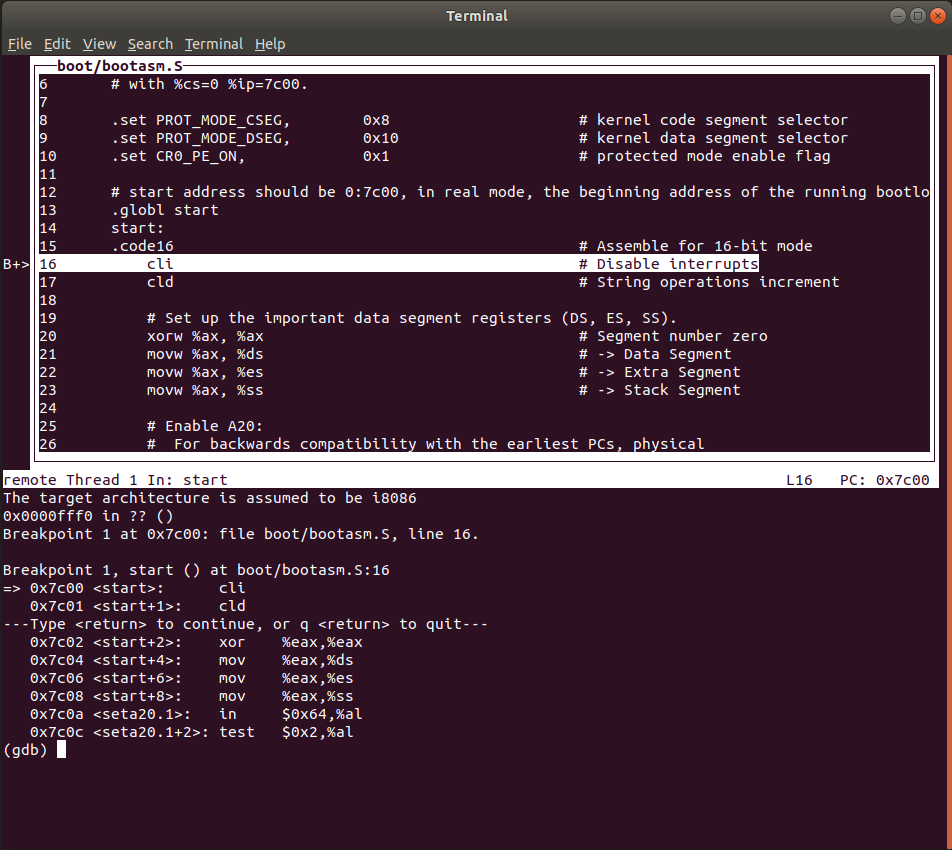 Terminal
File Edit View Search Terminal Help
boot/bootasm.S
6       # with %cs=0 %ip=7c00.
7
8       .set PROT_MODE_CSEG,        0x8                     # kernel code segment selector
9       .set PROT_MODE_DSEG,        0x10                    # kernel data segment selector
10      .set CR0_PE_ON,             0x1                     # protected mode enable flag
11
12      # start address should be 0:7c00, in real mode, the beginning address of the running bootlo
13      .globl start
14      start:
15      .code16                                             # Assemble for 16-bit mode
B+> 16          cli                                             # Disable interrupts
17          cld                                             # String operations increment
18
19          # Set up the important data segment registers (DS, ES, SS).
20          xorw %ax, %ax                                   # Segment number zero
21          movw %ax, %ds                                   # -> Data Segment
22          movw %ax, %es                                   # -> Extra Segment
23          movw %ax, %ss                                   # -> Stack Segment
24
25          # Enable A20:
26          #  For backwards compatibility with the earliest PCs, physical
remote Thread 1 In: start                                                              L16   PC: 0x7c00
The target architecture is assumed to be i8086
0x0000fff0 in ?? ()
Breakpoint 1 at 0x7c00: file boot/bootasm.S, line 16.

Breakpoint 1, start () at boot/bootasm.S:16
=> 0x7c00 <start>:      cli
   0x7c01 <start+1>:    cld
---Type <return> to continue, or q <return> to quit---
   0x7c02 <start+2>:    xor    %eax,%eax
   0x7c04 <start+4>:    mov    %eax,%ds
   0x7c06 <start+6>:    mov    %eax,%es
   0x7c08 <start+8>:    mov    %eax,%ss
   0x7c0a <seta20.1>:   in     $0x64,%al
   0x7c0c <seta20.1+2>: test   $0x2,%al
(gdb)